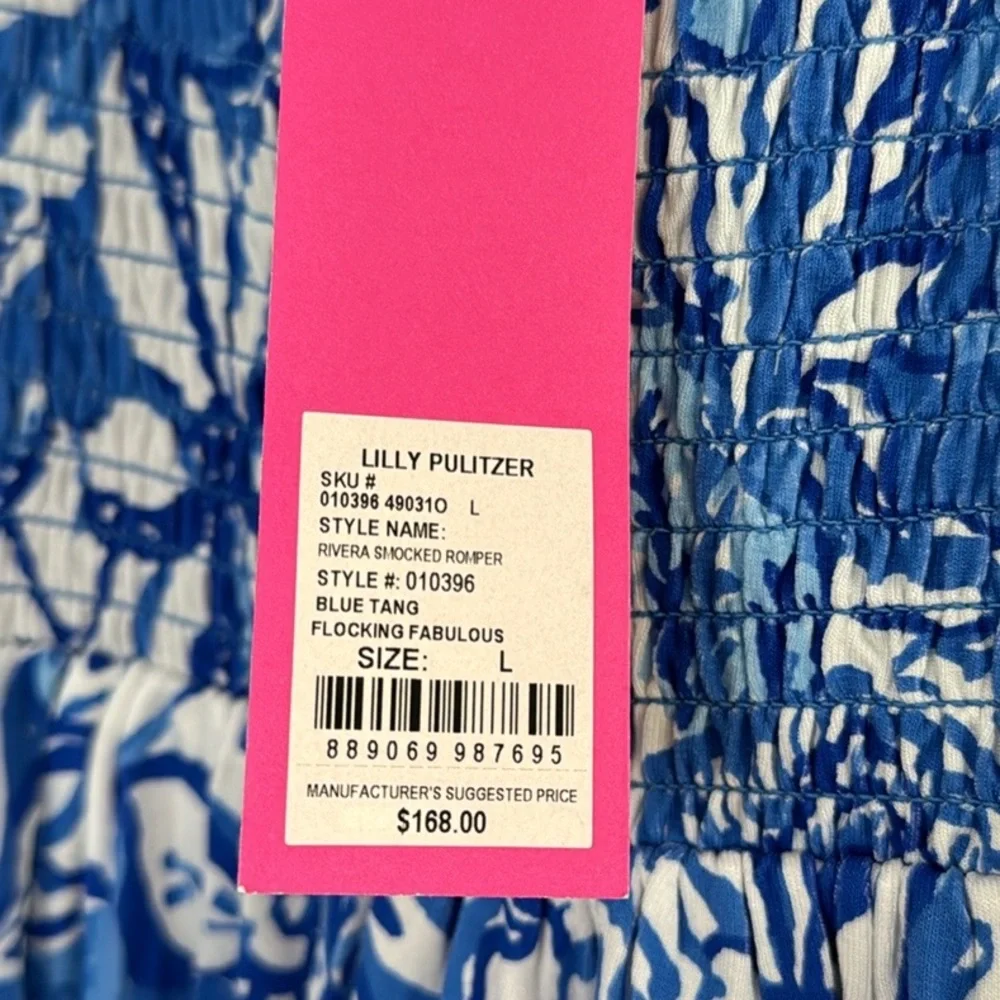 LILLY PULITZER
SKU #
010396 49031O L
STYLE NAME:
RIVERA SMOCKED ROMPER
STYLE #: 010396
BLUE TANG
FLOCKING FABULOUS
SIZE: L
889069 987695
MANUFACTURER'S SUGGESTED PRICE
$168.00